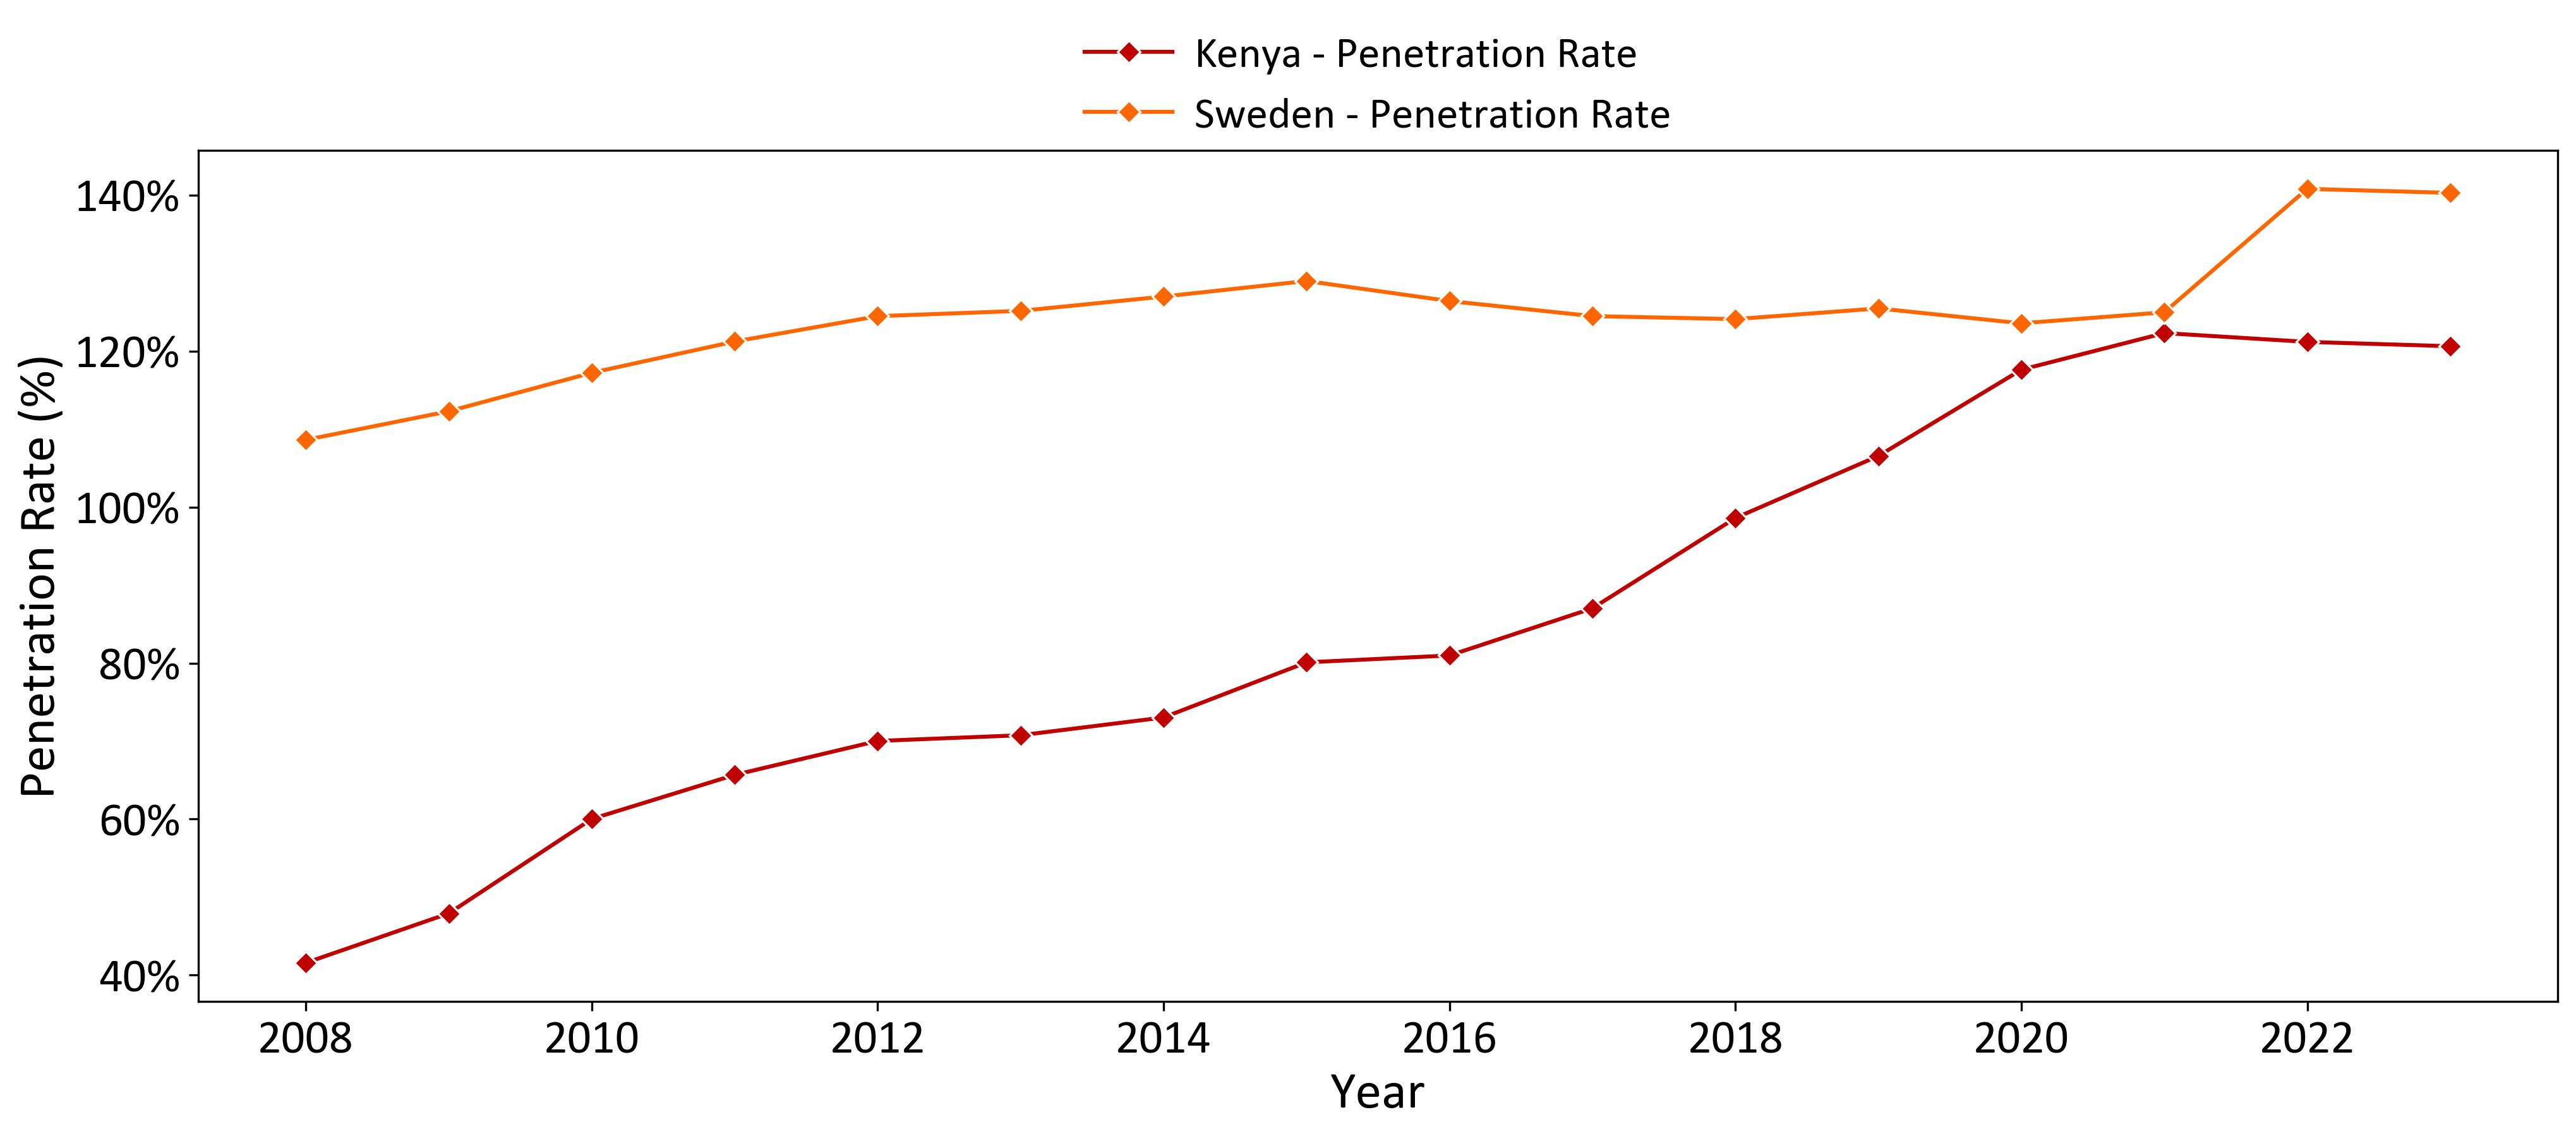 Kenya - Penetration Rate
Sweden - Penetration Rate
140%
120%
100%
80%
60%
40%
Penetration Rate (%)
2008 2010 2012 2014 2016 2018 2020 2022
Year